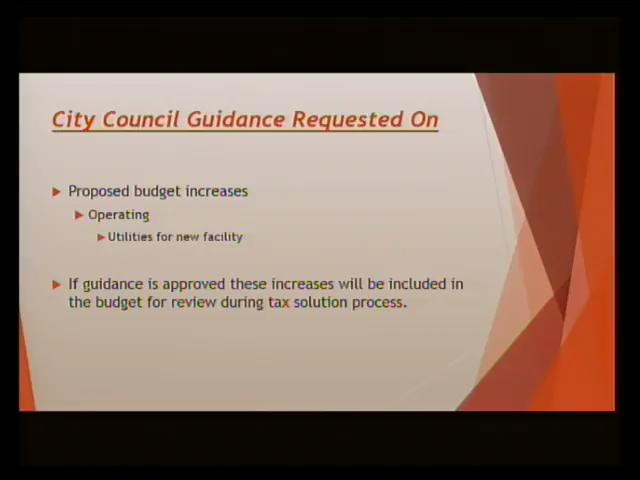 City Council Guidance Requested On
Proposed budget increases
Operating
Utilities for new facility
If guidance is approved these increases will be included in
the budget for review during tax solution process.